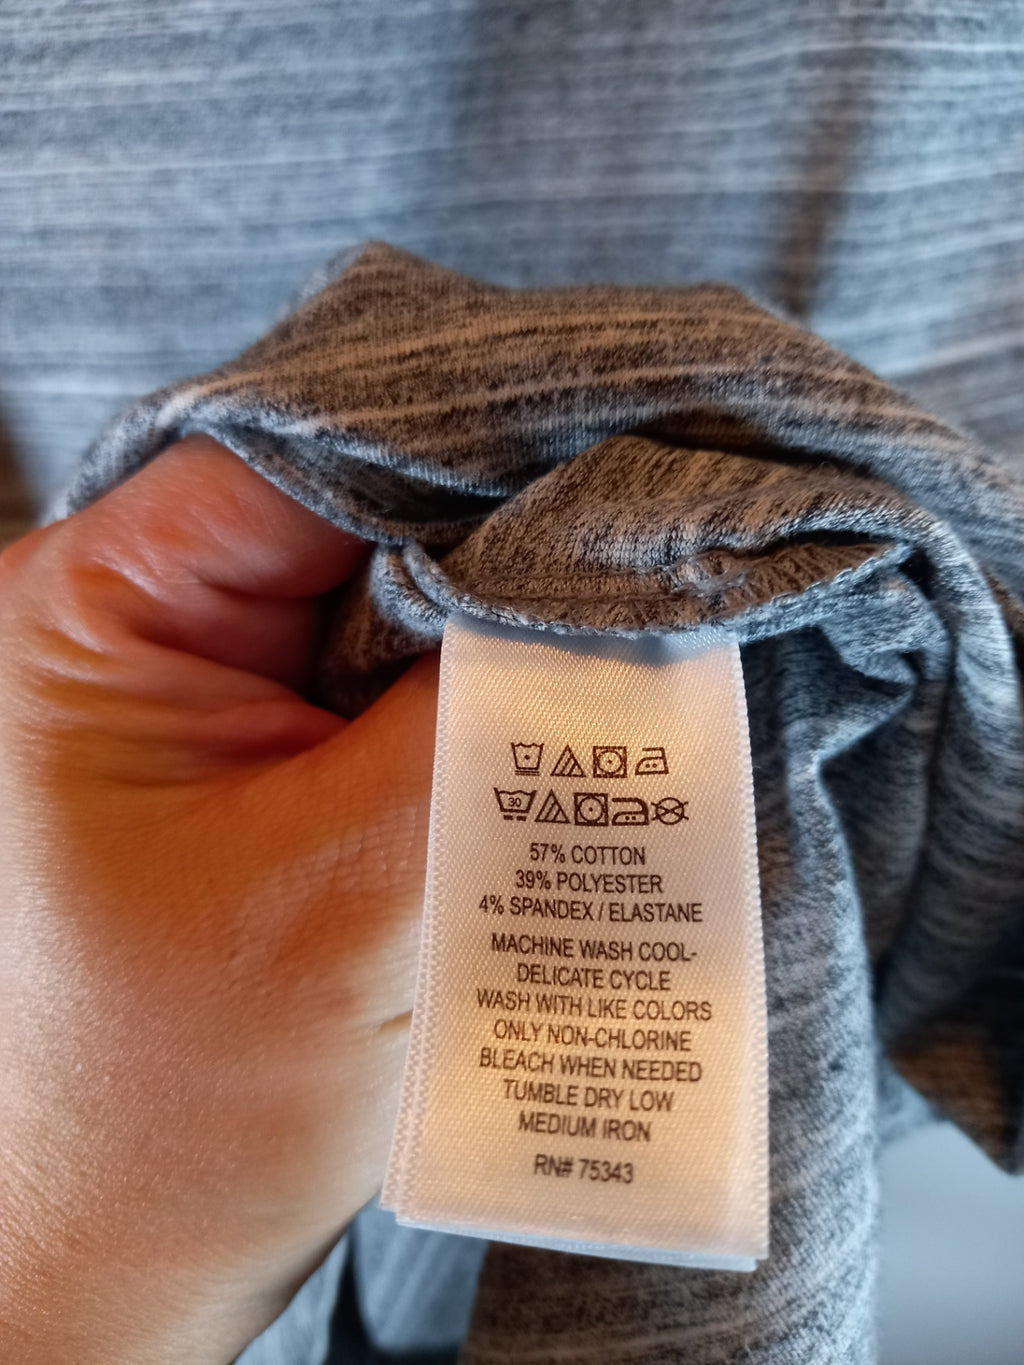 30
57% COTTON
39% POLYESTER
4% SPANDEX / ELASTANE
MACHINE WASH COOL-
DELICATE CYCLE
WASH WITH LIKE COLORS
ONLY NON-CHLORINE
BLEACH WHEN NEEDED
TUMBLE DRY LOW
MEDIUM IRON
RN# 75343